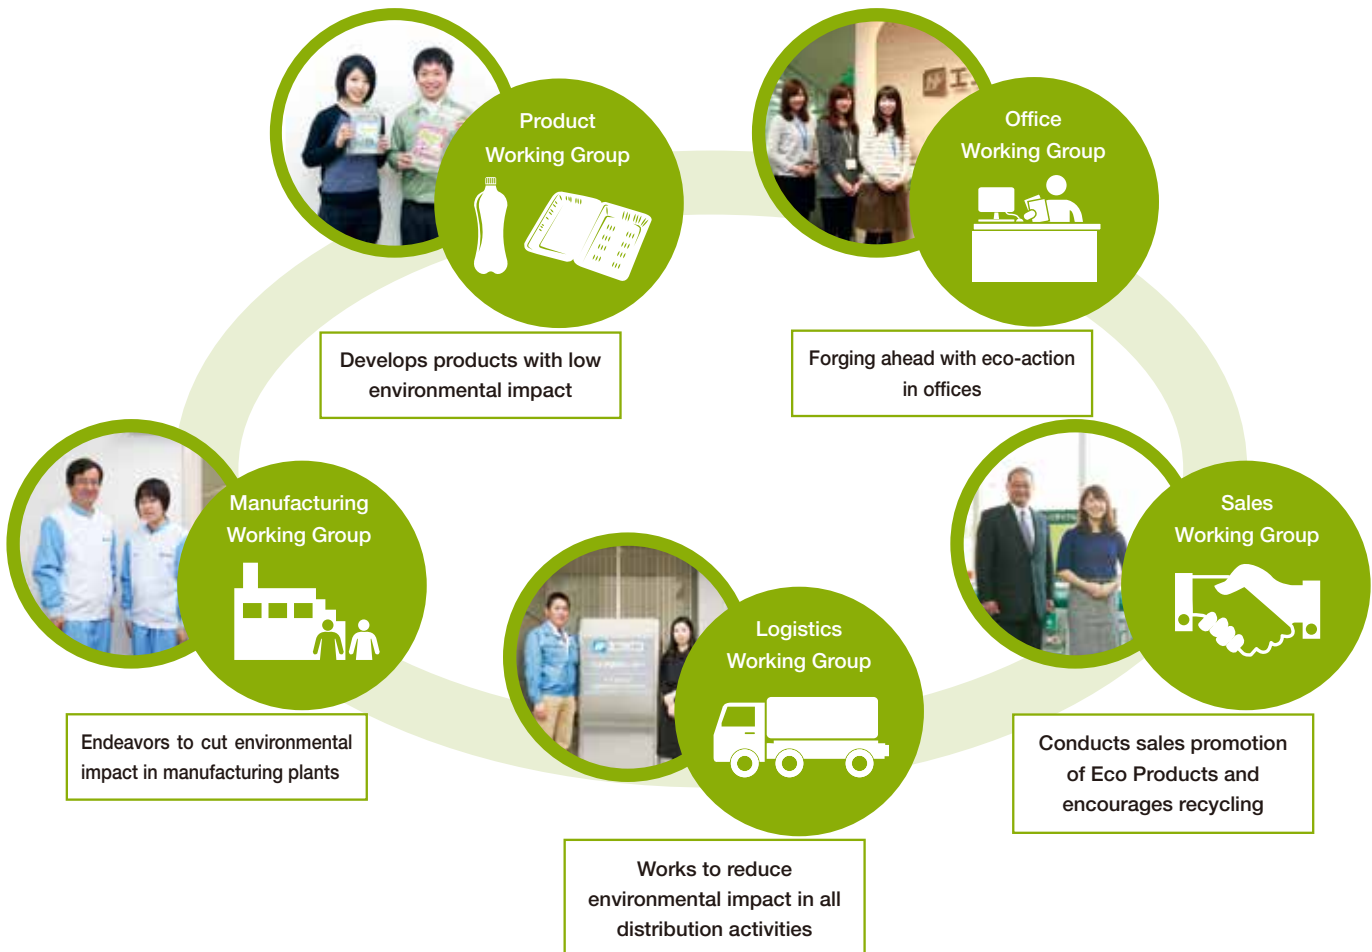 Product
Working Group
Develops products with low
environmental impact
Office
Working Group
Forging ahead with eco-action
in offices
Manufacturing
Working Group
Endeavors to cut environmental
impact in manufacturing plants
Logistics
Working Group
Works to reduce
environmental impact in all
distribution activities
Sales
Working Group
Conducts sales promotion
of Eco Products and
encourages recycling